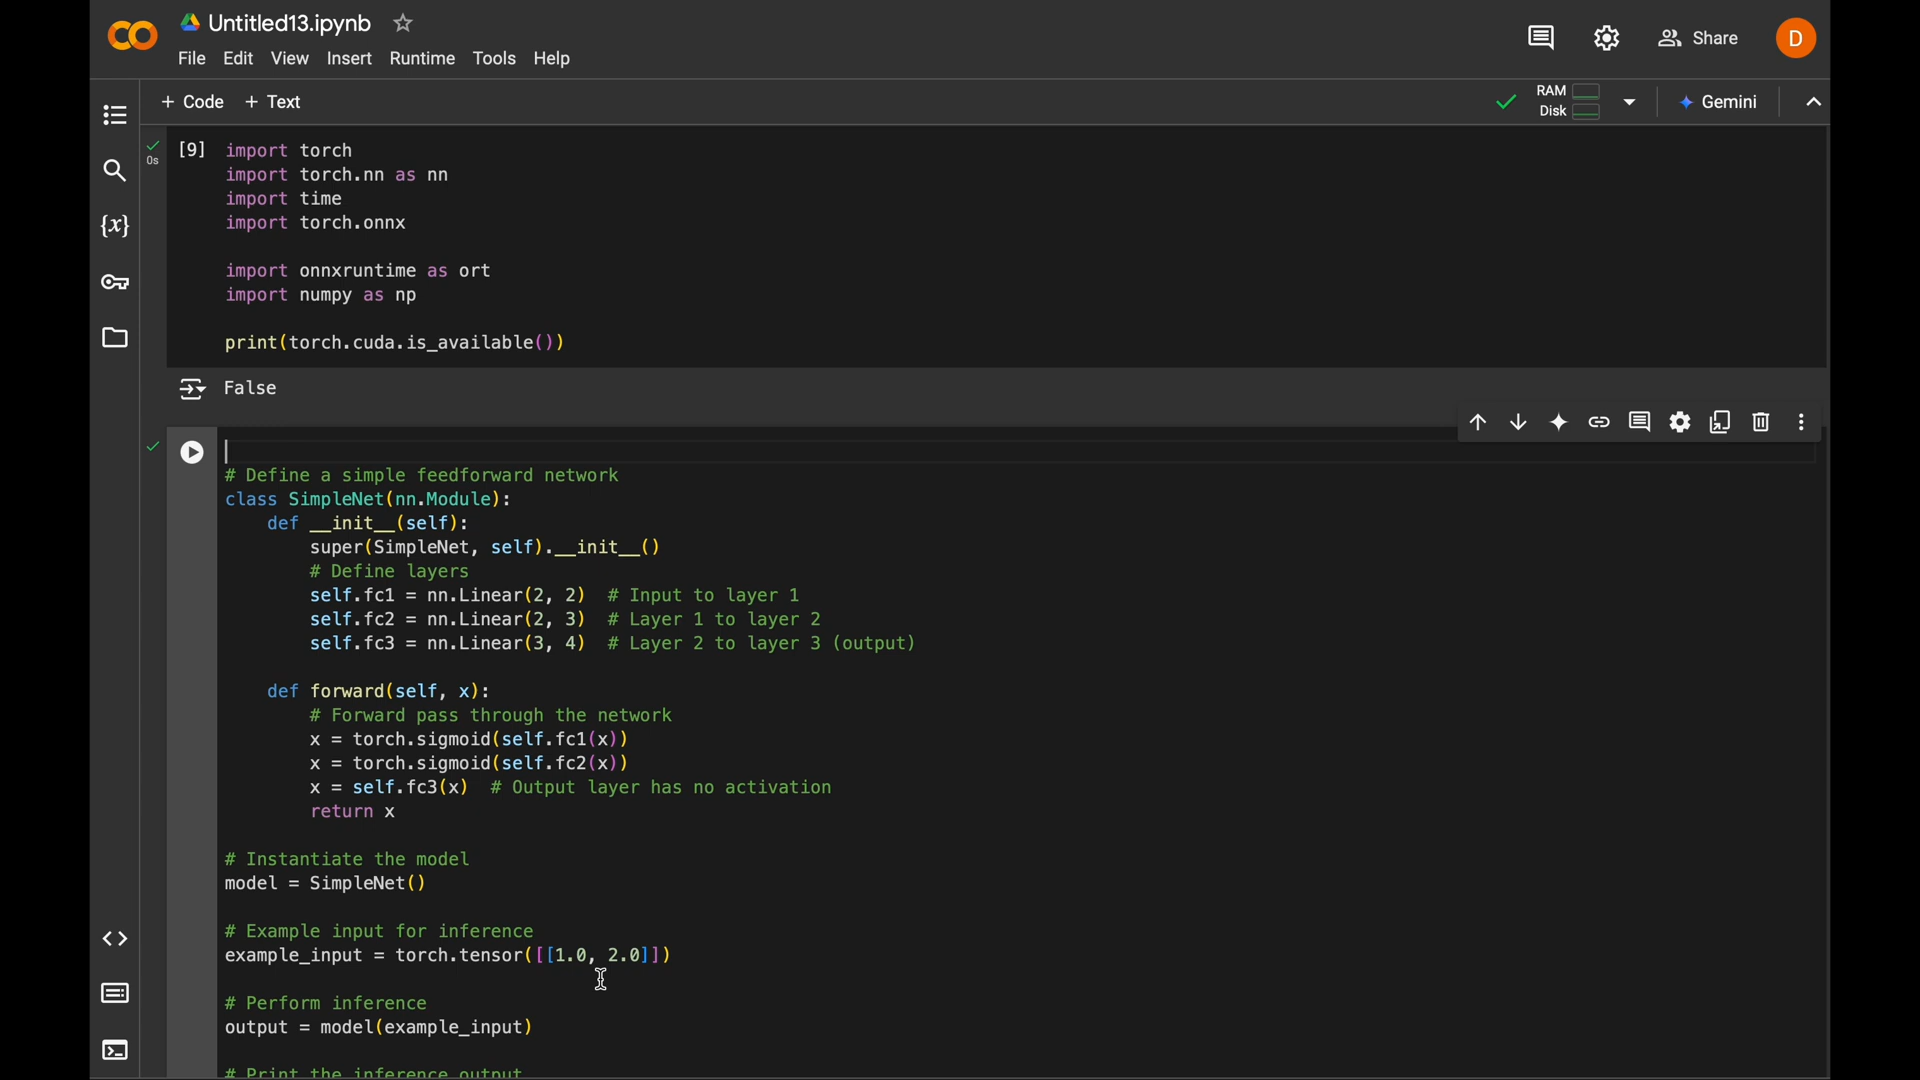 Untitled13.ipynb
File Edit View Insert Runtime Tools Help
Share
D
+ Code + Text
RAM
Disk
Gemini
0s
[9]
import torch
import torch.nn as nn
import time
import torch.onnx
import onnxruntime as ort
import numpy as np
print(torch.cuda.is_available())
False
# Define a simple feedforward network
class SimpleNet(nn.Module):
def __init__(self):
super(SimpleNet, self).__init__()
# Define layers
self.fc1 = nn.Linear(2, 2)  # Input to layer 1
self.fc2 = nn.Linear(2, 3)  # Layer 1 to layer 2
self.fc3 = nn.Linear(3, 4)  # Layer 2 to layer 3 (output)
def forward(self, x):
# Forward pass through the network
x = torch.sigmoid(self.fc1(x))
x = torch.sigmoid(self.fc2(x))
x = self.fc3(x)  # Output layer has no activation
return x
# Instantiate the model
model = SimpleNet()
# Example input for inference
example_input = torch.tensor([[1.0, 2.0]])
# Perform inference
output = model(example_input)
# Print the inference output